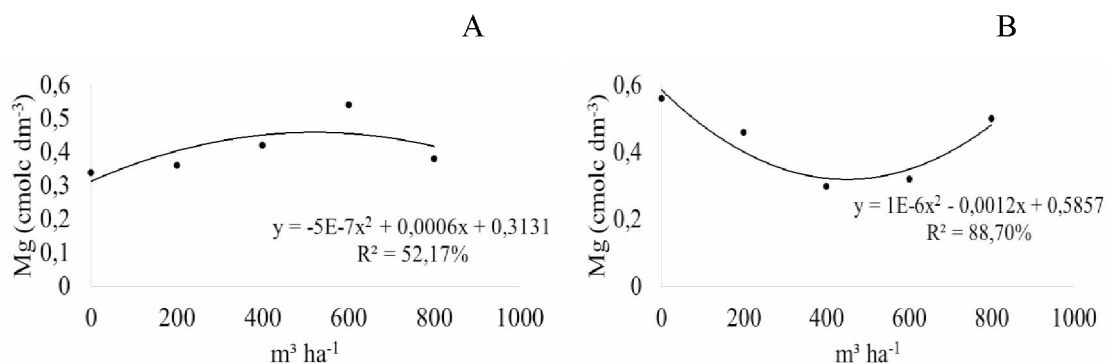 A
Mg (cmolc dm⁻³)
0,6
0,5
0,4
0,3
0,2
0,1
0
y = -5E-7x² + 0,0006x + 0,3131
R² = 52,17%
0 200 400 600 800 1000
m³ ha⁻¹
B
Mg (cmolc dm⁻³)
0,6
0,4
0,2
0
y = 1E-6x² - 0,0012x + 0,5857
R² = 88,70%
0 200 400 600 800 1000
m³ ha⁻¹